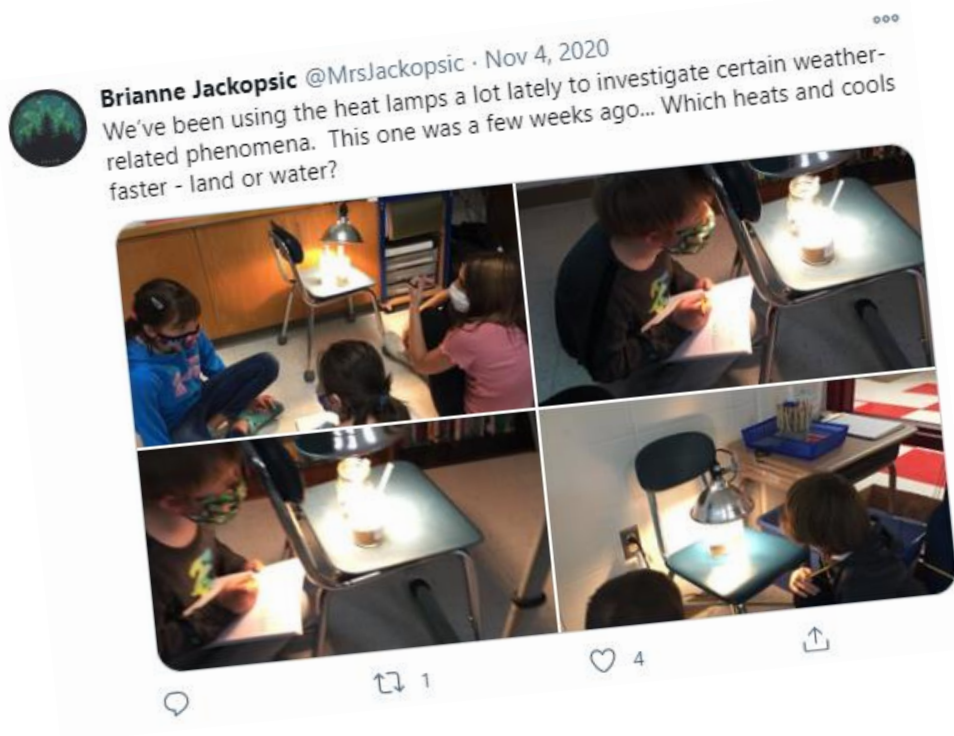 Brianne Jackopsic @MrsJackopsic · Nov 4, 2020
We've been using the heat lamps a lot lately to investigate certain weather-
related phenomena.  This one was a few weeks ago... Which heats and cools
faster - land or water?
1
4